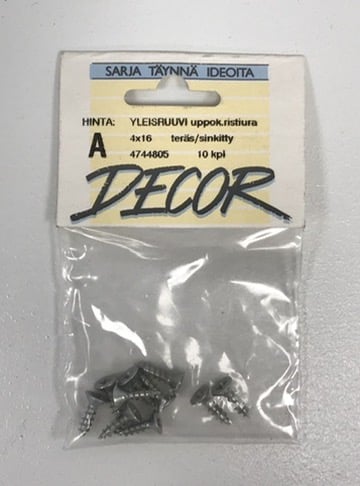 SARJA TÄYNNÄ IDEOITA
HINTA: YLEISRUUVI uppok.ristiura
A 4x16 teräs/sinkitty
4744805 10 kpl
DECOR